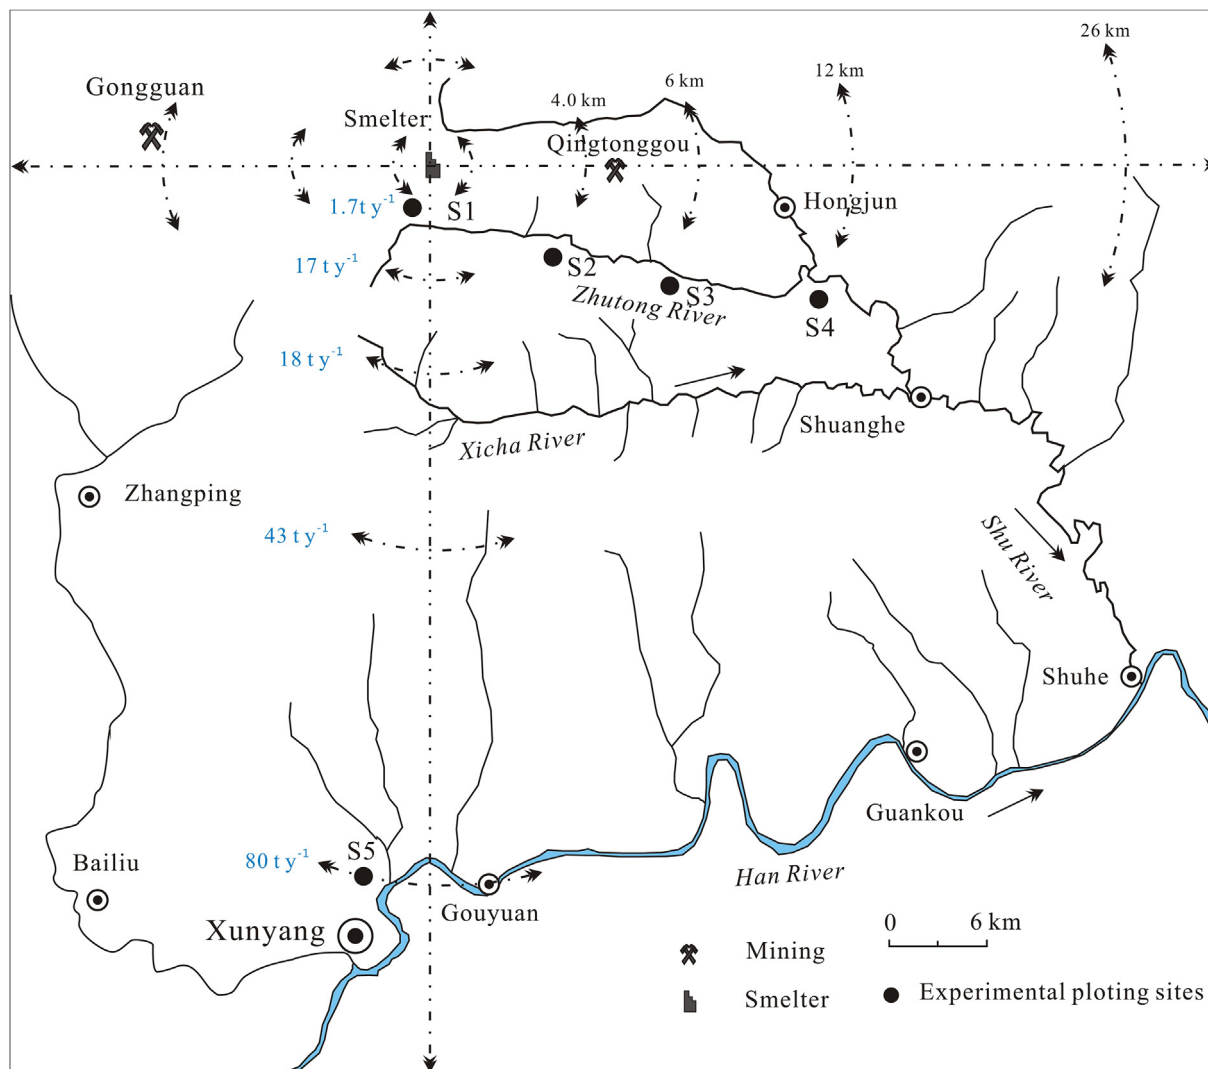 26 km
12 km
6 km
Gongguan
4.0 km
Smelter
Qingtonggou
1.7t y-1
S1
Hongjun
17 t y-1
S2
S3
Zhutong River
S4
18 t y-1
Shuanghe
Xicha River
Zhangping
43 t y-1
Shu River
Shuhe
Guankou
S5
80 t y-1
Bailiu
Han River
Gouyuan
Xunyang
0 6 km
Mining
Smelter
Experimental ploting sites